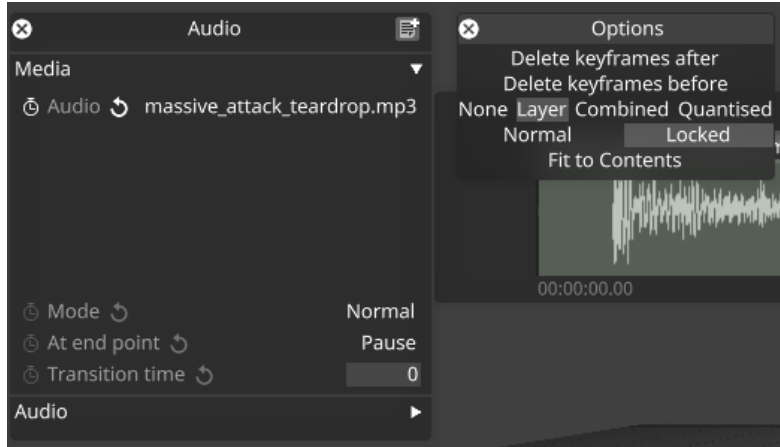 Audio
Media
Audio massive_attack_teardrop.mp3
Mode Normal
At end point Pause
Transition time 0
Audio
Options
Delete keyframes after
Delete keyframes before
None Layer Combined Quantised
Normal Locked
Fit to Contents
00:00:00.00